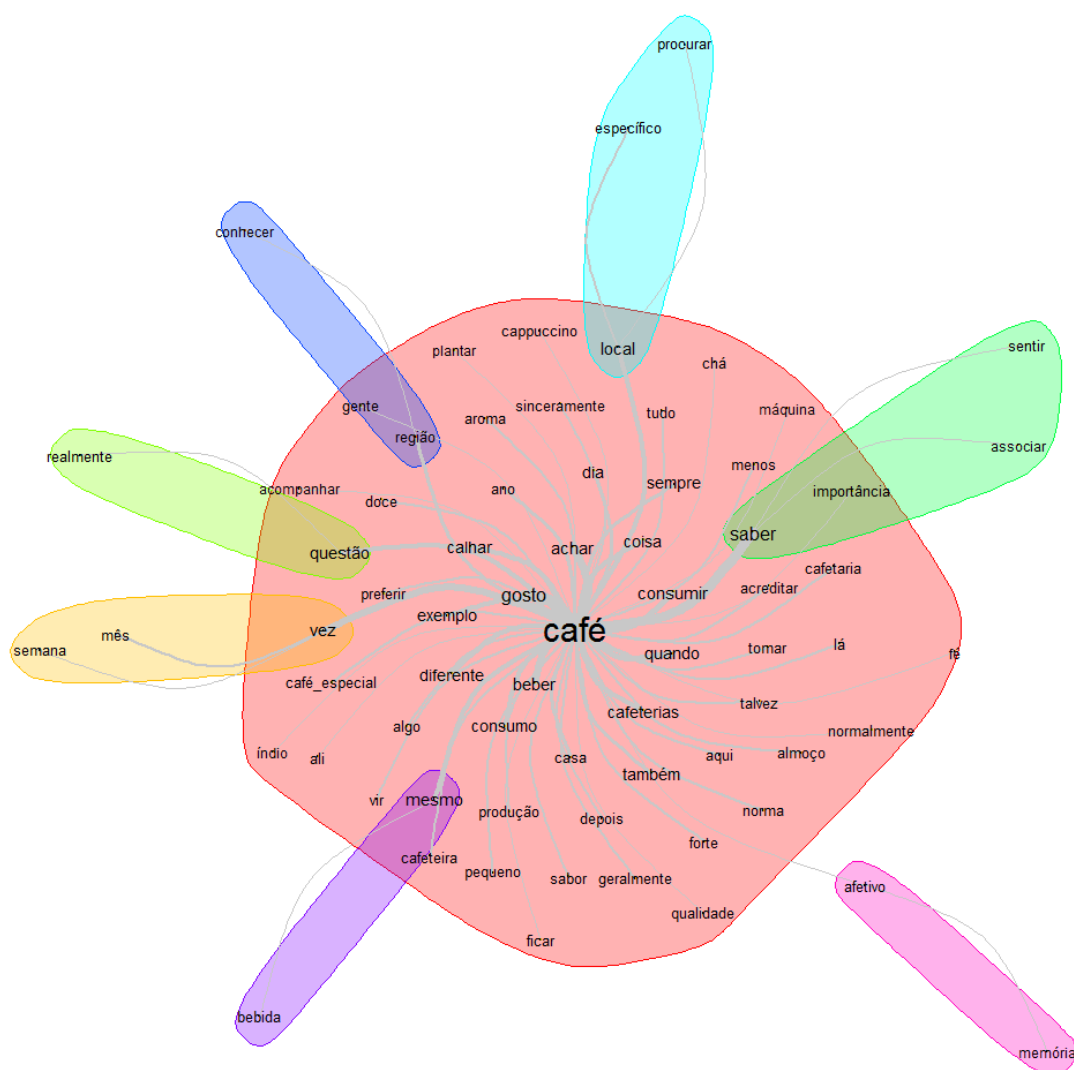 procurar
específico
conhecer
local
cappuccino
plantar
chá
sentir
gente
aroma
sinceramente
tudo
máquina
região
realmente
associar
menos
acompanhar
doce
ano
dia
sempre
importância
saber
questão
calhar
achar
coisa
cafetaria
preferir
gosto
consumir
acreditar
exemplo
mês
vez
café
semana
quando
tomar
lá
fé
café_especial
diferente
beber
talvez
cafeterias
algo
consumo
normalmente
índio
ali
casa
também
aqui
almoço
vir
mesmo
produção
depois
norma
cafeteira
forte
pequeno
sabor
geralmente
afetivo
qualidade
ficar
bebida
memória